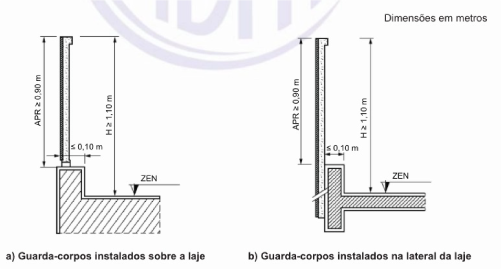 Dimensões em metros
APR ≥ 0,90 m
H ≥ 1,10 m
≤ 0,10 m
ZEN
APR ≥ 0,90 m
H ≥ 1,10 m
≤ 0,10 m
ZEN
a) Guarda-corpos instalados sobre a laje
b) Guarda-corpos instalados na lateral da laje